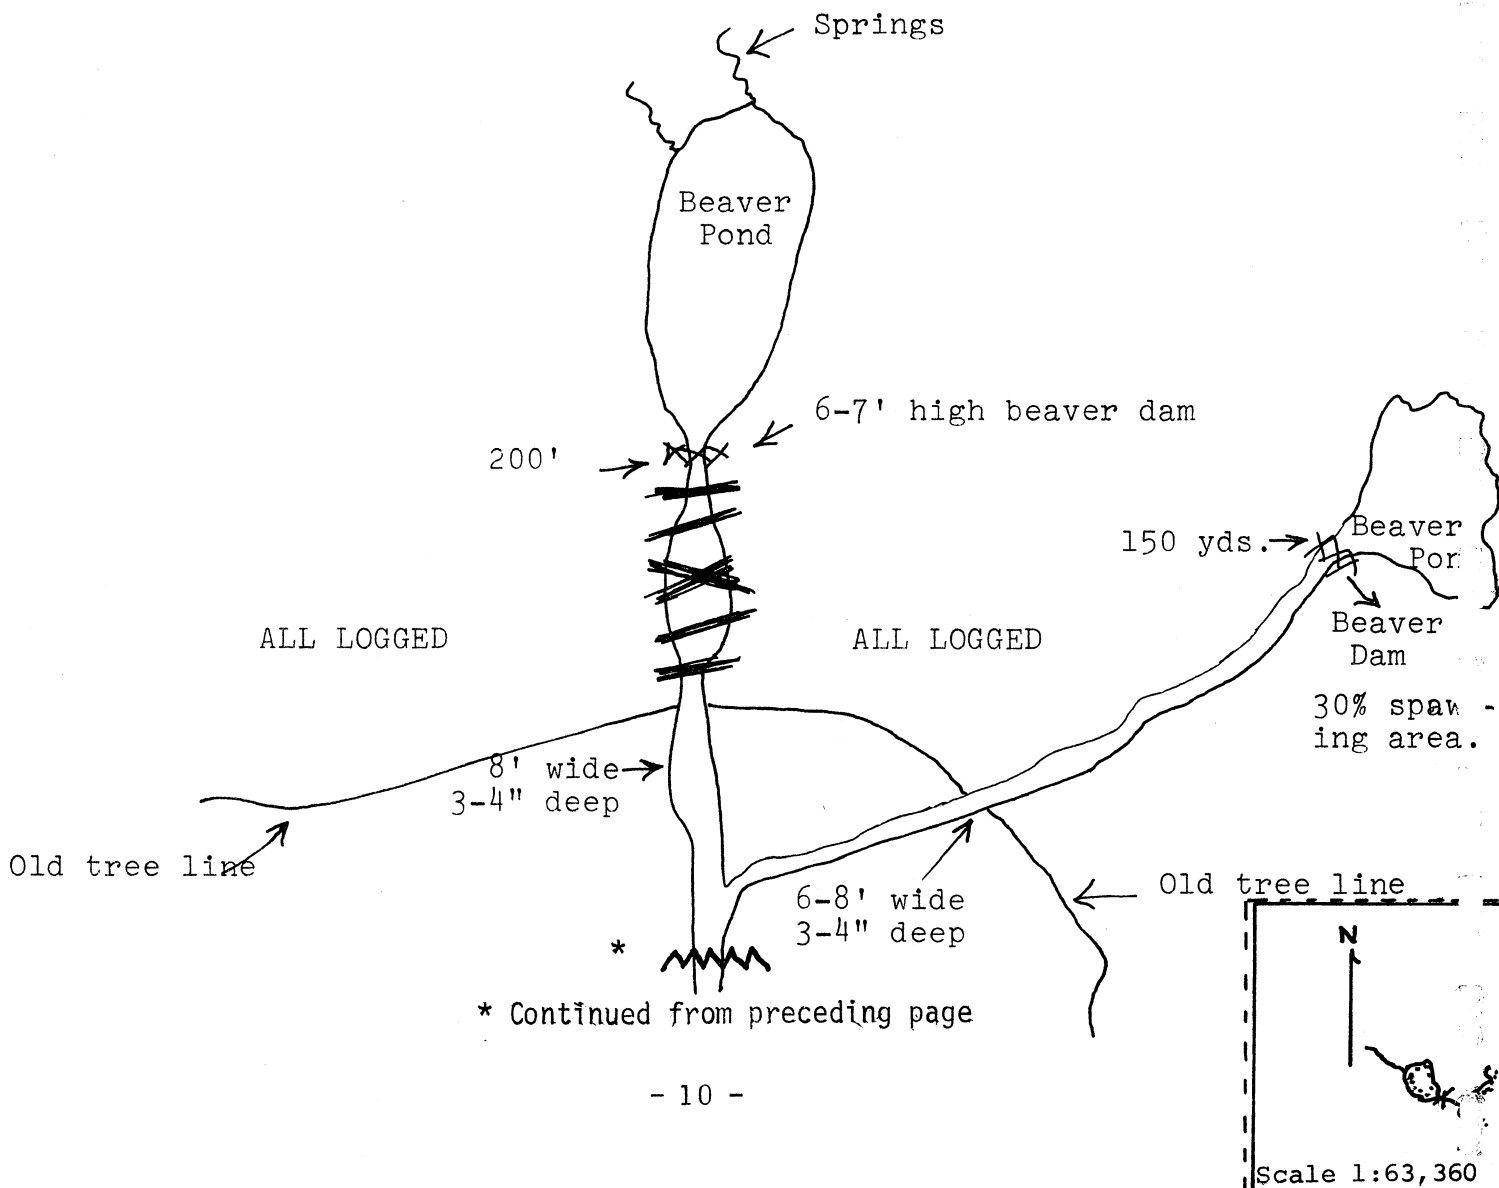 Springs
Beaver
Pond
6-7' high beaver dam
200'
150 yds.
Beaver
Beaver
Dam
ALL LOGGED
ALL LOGGED
30% spaw -
ing area.
8' wide
3-4" deep
Old tree line
6-8' wide
3-4" deep
Old tree line
*
* Continued from preceding page
N
- 10 -
Scale 1:63,360